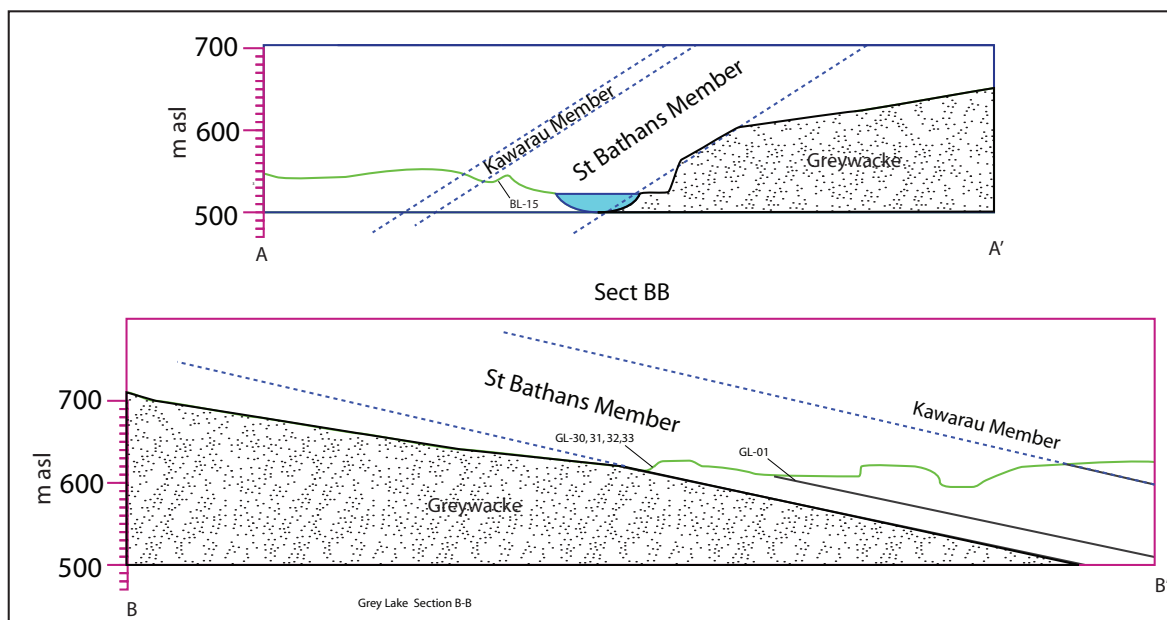 700
600
500
m asl
Kawarau Member
St Bathans Member
Greywacke
BL-15
A
A'
Sect BB
700
600
500
m asl
St Bathans Member
Kawarau Member
GL-30, 31, 32,33
GL-01
Greywacke
B
B'
Grey Lake Section B-B